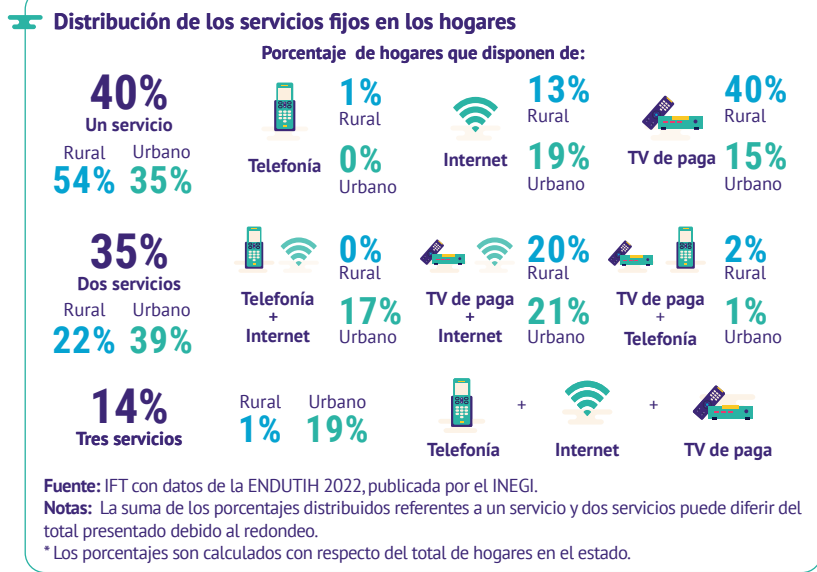 Distribución de los servicios fijos en los hogares
Porcentaje de hogares que disponen de:
40%
Un servicio
Rural Urbano
54% 35%
Telefonía
1%
Rural
0%
Urbano
Internet
13%
Rural
19%
Urbano
TV de paga
40%
Rural
15%
Urbano
35%
Dos servicios
Rural Urbano
22% 39%
Telefonía
+
Internet
0%
Rural
17%
Urbano
TV de paga
+
Internet
20%
Rural
21%
Urbano
TV de paga
+
Telefonía
2%
Rural
1%
Urbano
14%
Tres servicios
Rural Urbano
1% 19%
+ +
Telefonía Internet TV de paga
Fuente: IFT con datos de la ENDUTIH 2022, publicada por el INEGI.
Notas: La suma de los porcentajes distribuidos referentes a un servicio y dos servicios puede diferir del
total presentado debido al redondeo.
* Los porcentajes son calculados con respecto del total de hogares en el estado.